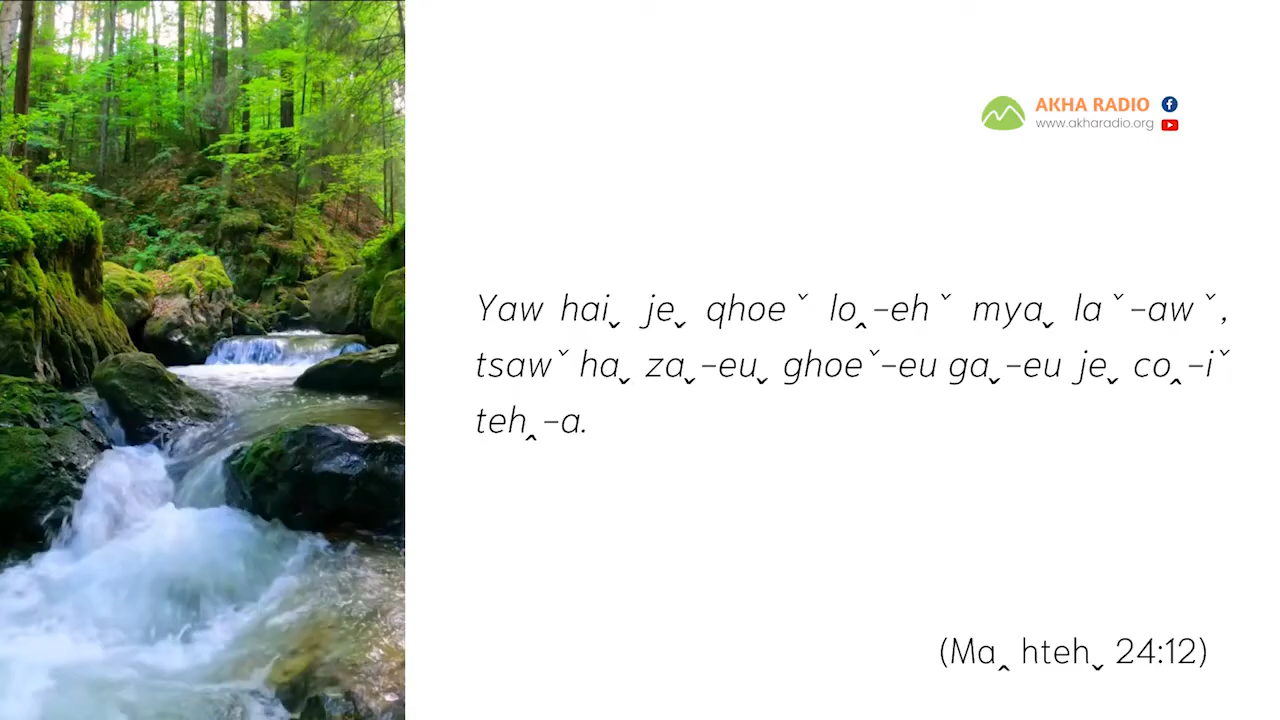 AKHA RADIO
www.akharadio.org
Yaw hai˯ je˯ qhoeˇ lo˰-ehˇ mya˯ laˇ-awˇ,
tsawˇ ha˯ za˯-eu˯ ghoeˇ-eu ga˯-eu je˯ co˰-iˇ
teh˰-a.
(Ma˰ hteh˯ 24:12)